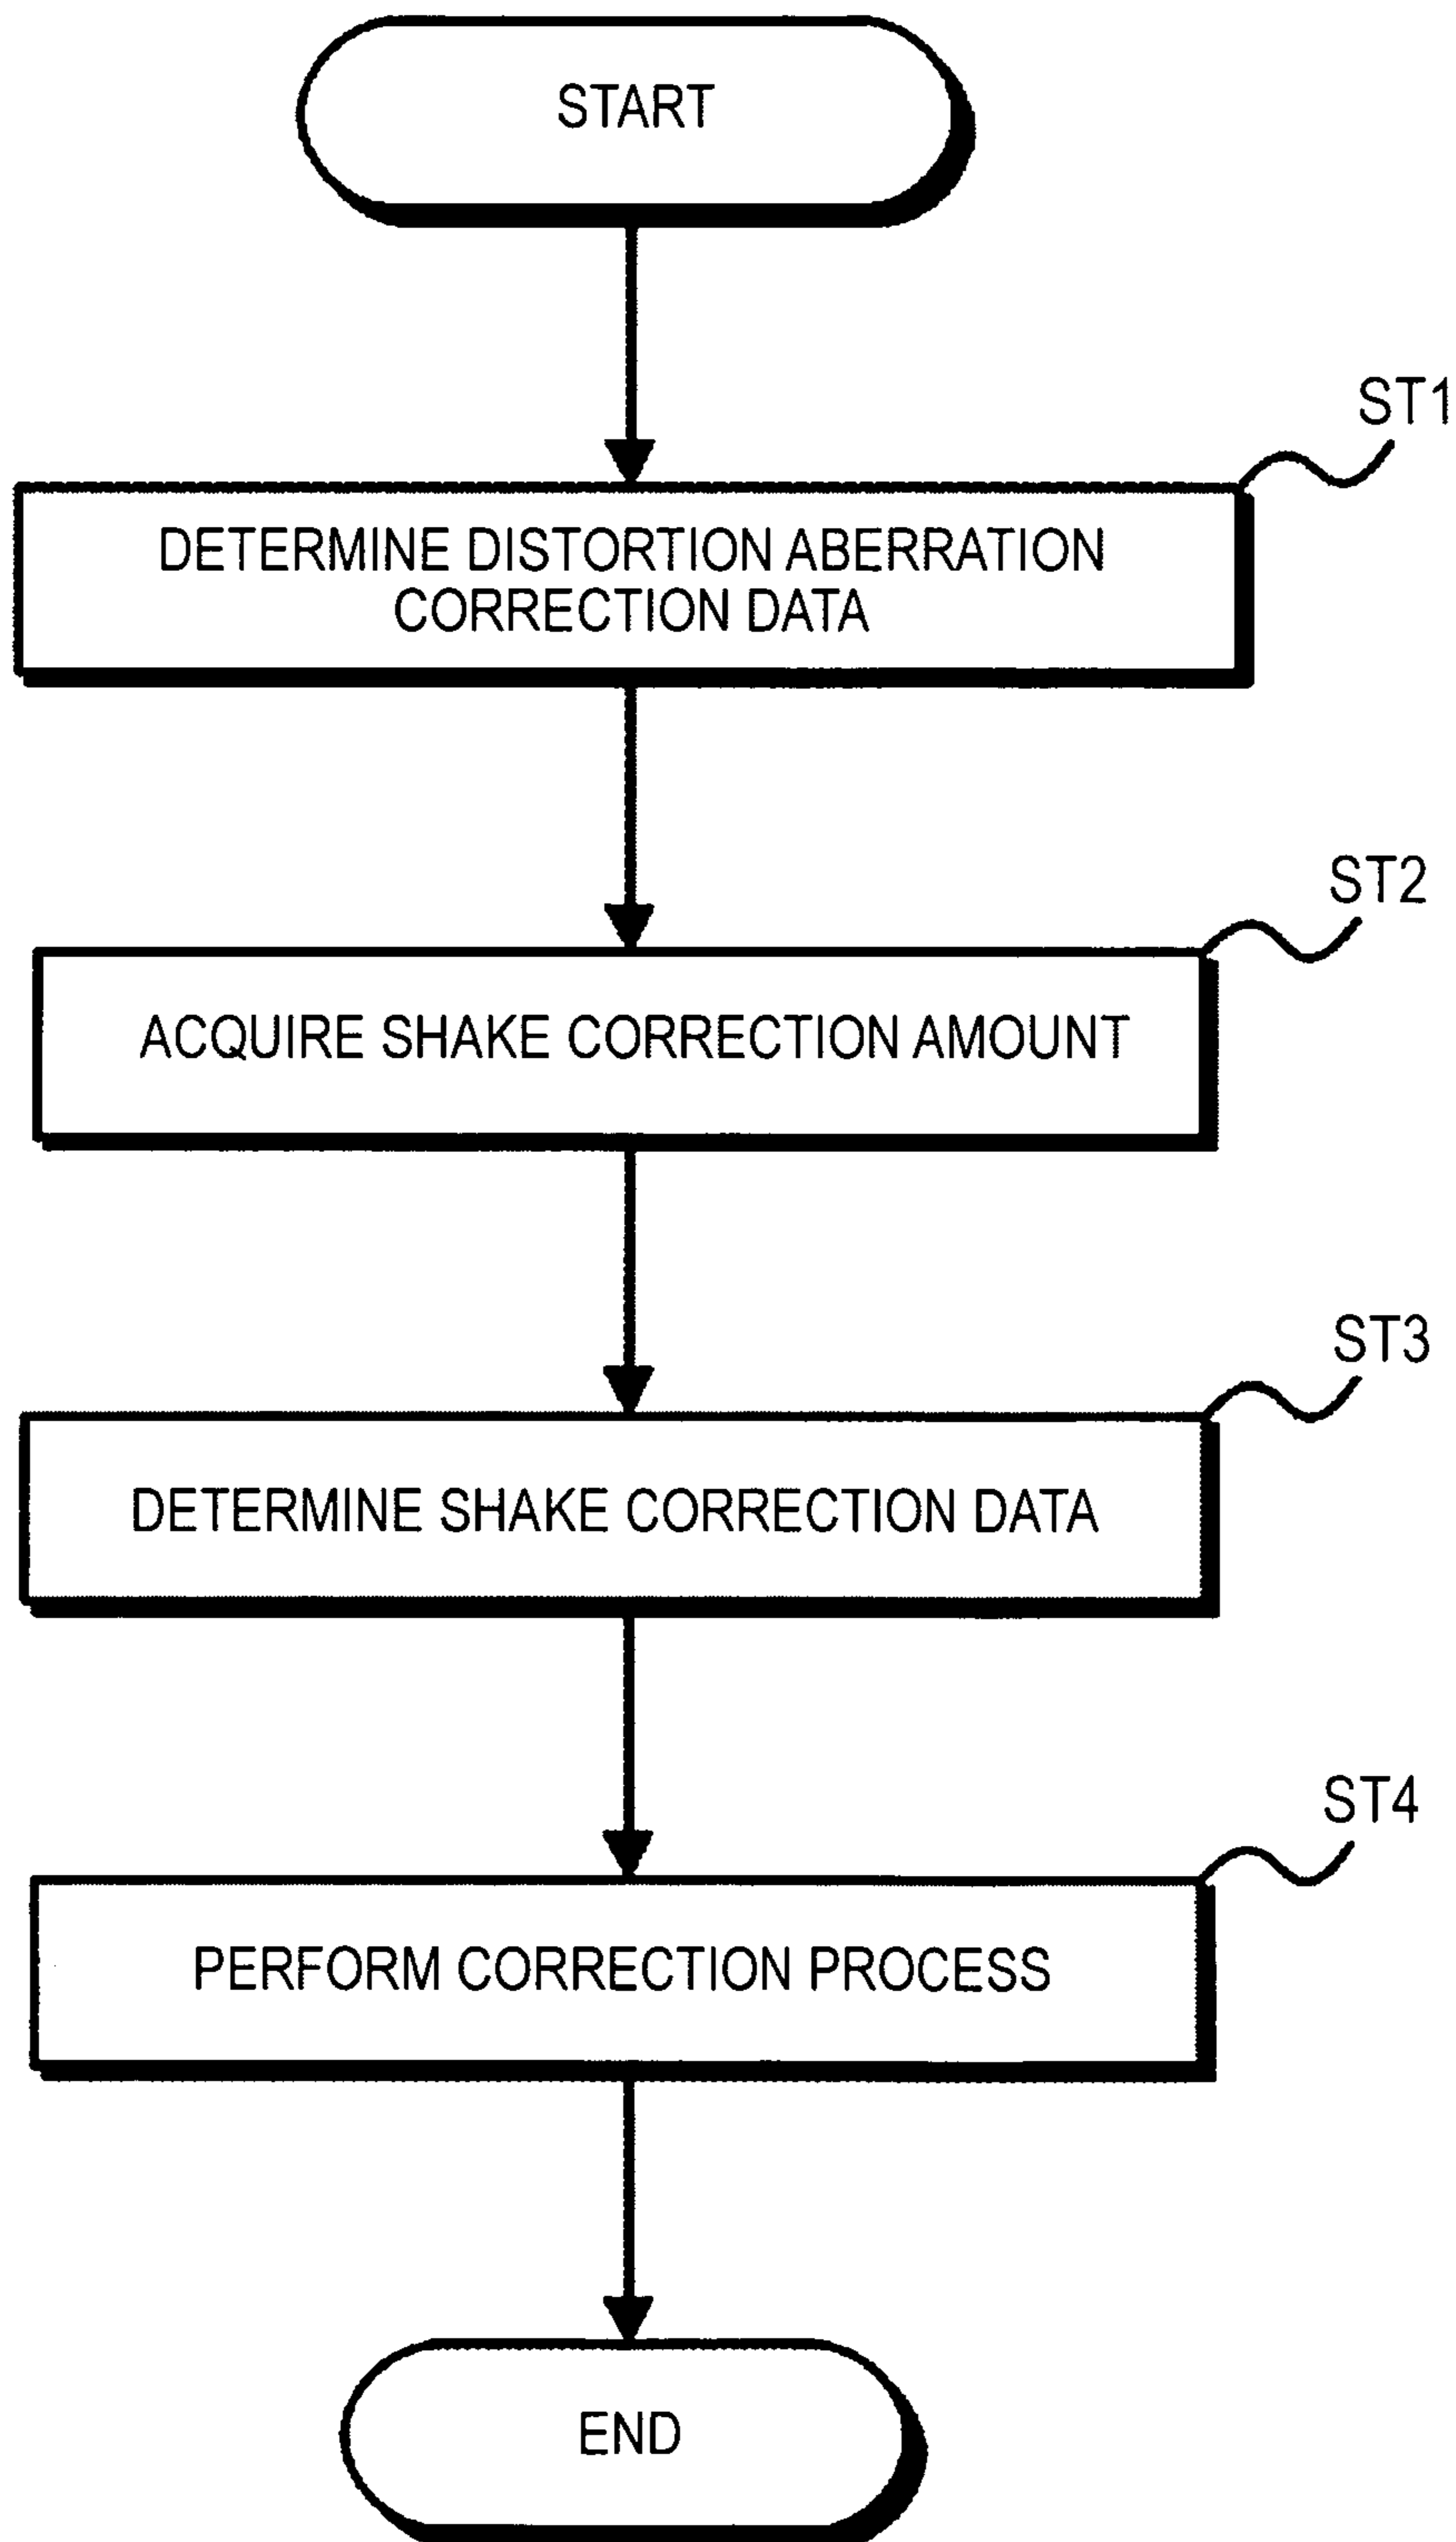 START
ST1
DETERMINE DISTORTION ABERRATION
CORRECTION DATA
ST2
ACQUIRE SHAKE CORRECTION AMOUNT
ST3
DETERMINE SHAKE CORRECTION DATA
ST4
PERFORM CORRECTION PROCESS
END